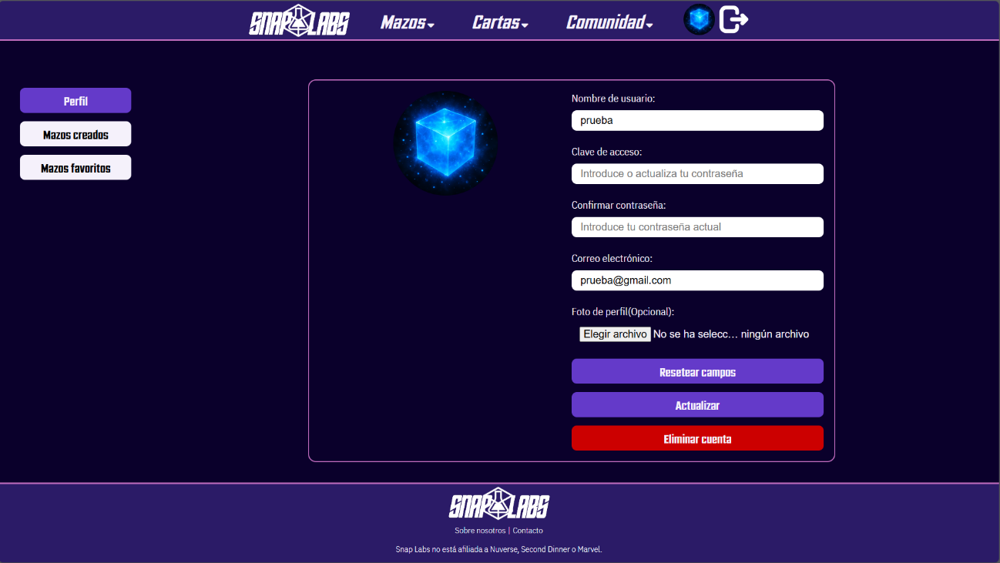 SNAP LABS
Mazos
Cartas
Comunidad
Perfil
Mazos creados
Mazos favoritos
Nombre de usuario:
prueba
Clave de acceso:
Introduce o actualiza tu contraseña
Confirmar contraseña:
Introduce tu contraseña actual
Correo electrónico:
prueba@gmail.com
Foto de perfil(Opcional):
Elegir archivo No se ha selecc... ningún archivo
Resetear campos
Actualizar
Eliminar cuenta
SNAP LABS
Sobre nosotros | Contacto
Snap Labs no está afiliada a Nuverse, Second Dinner o Marvel.